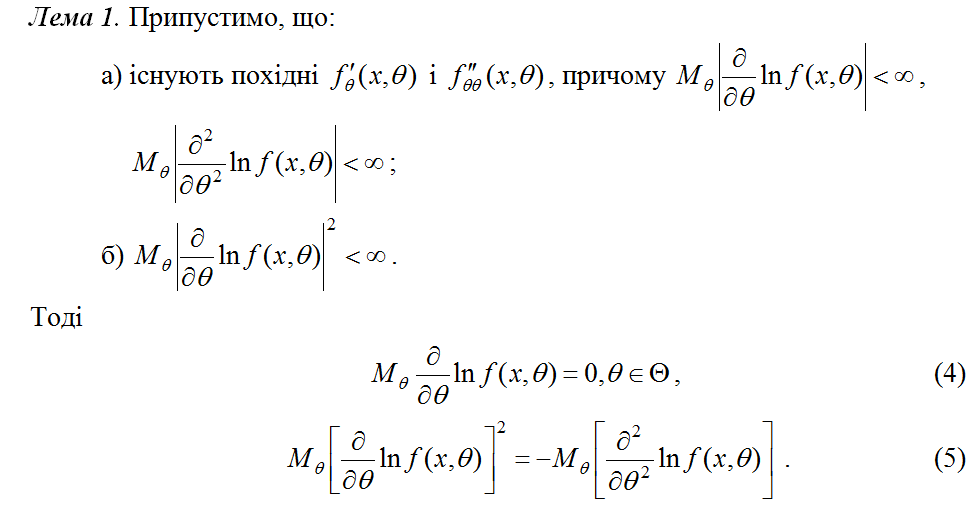 Лема 1. Припустимо, що:
а) існують похідні f′_θ(x,θ) і f″_θθ(x,θ), причому M_θ|∂/∂θ ln f(x,θ)| < ∞,
M_θ|∂²/∂θ² ln f(x,θ)| < ∞;
б) M_θ|∂/∂θ ln f(x,θ)|² < ∞.
Тоді
M_θ ∂/∂θ ln f(x,θ) = 0, θ ∈ Θ, (4)
M_θ[∂/∂θ ln f(x,θ)]² = −M_θ[∂²/∂θ² ln f(x,θ)]. (5)